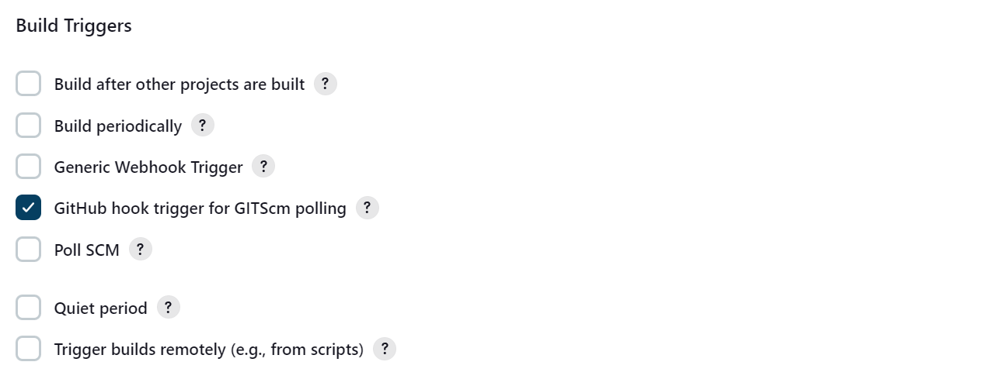 Build Triggers
Build after other projects are built ?
Build periodically ?
Generic Webhook Trigger ?
GitHub hook trigger for GITScm polling ?
Poll SCM ?
Quiet period ?
Trigger builds remotely (e.g., from scripts) ?